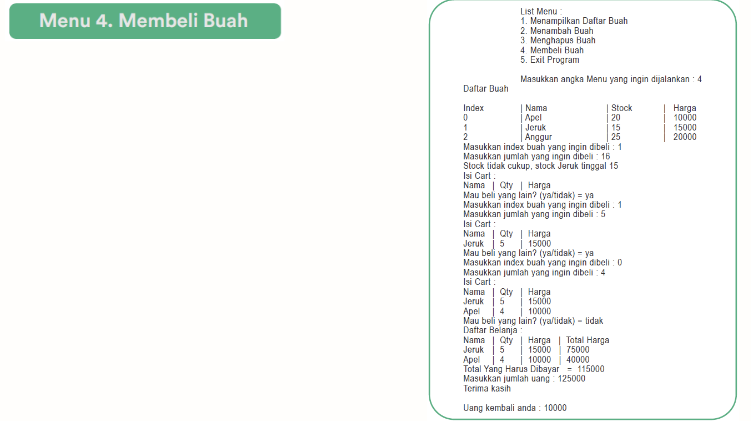 Menu 4. Membeli Buah
List Menu :
1. Menampilkan Daftar Buah
2. Menambah Buah
3. Menghapus Buah
4. Membeli Buah
5. Exit Program
Masukkan angka Menu yang ingin dijalankan : 4
Daftar Buah
Index | Nama | Stock | Harga
0 | Apel | 20 | 10000
1 | Jeruk | 15 | 15000
2 | Anggur | 25 | 20000
Masukkan index buah yang ingin dibeli : 1
Masukkan jumlah yang ingin dibeli : 16
Stock tidak cukup, stock Jeruk tinggal 15
Isi Cart :
Nama | Qty | Harga
Mau beli yang lain? (ya/tidak) = ya
Masukkan index buah yang ingin dibeli : 1
Masukkan jumlah yang ingin dibeli : 5
Isi Cart :
Nama | Qty | Harga
Jeruk | 5 | 15000
Mau beli yang lain? (ya/tidak) = ya
Masukkan index buah yang ingin dibeli : 0
Masukkan jumlah yang ingin dibeli : 4
Isi Cart :
Nama | Qty | Harga
Jeruk | 5 | 15000
Apel | 4 | 10000
Mau beli yang lain? (ya/tidak) = tidak
Daftar Belanja :
Nama | Qty | Harga | Total Harga
Jeruk | 5 | 15000 | 75000
Apel | 4 | 10000 | 40000
Total Yang Harus Dibayar = 115000
Masukkan jumlah uang : 125000
Terima kasih
Uang kembali anda : 10000